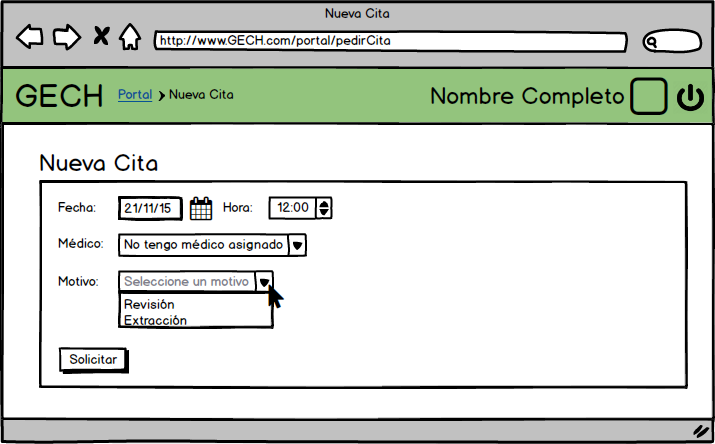 Nueva Cita
http://www.GECH.com/portal/pedirCita
GECH Portal Nueva Cita Nombre Completo
Nueva Cita
Fecha: 21/11/15 Hora: 12:00
Médico: No tengo médico asignado
Motivo: Seleccione un motivo
Revisión
Extracción
Solicitar